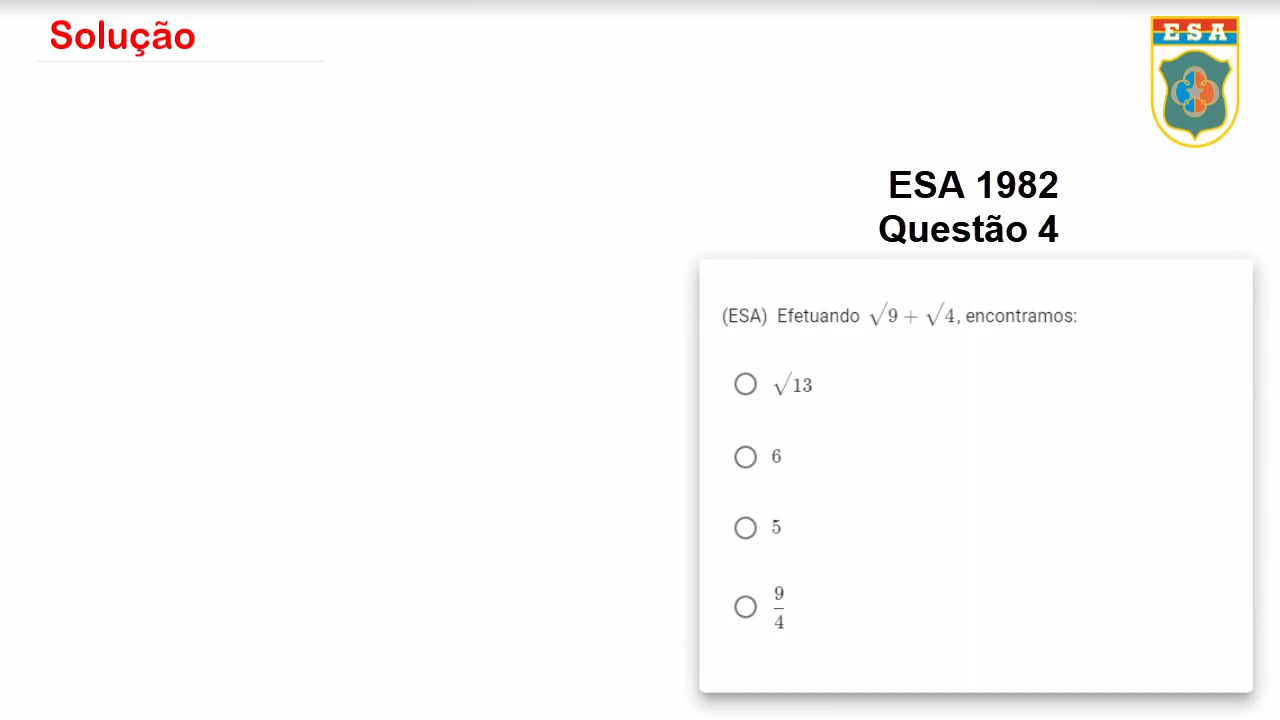 Solução
ESA
ESA 1982
Questão 4
(ESA) Efetuando √9 + √4, encontramos:
√13
6
5
9
4